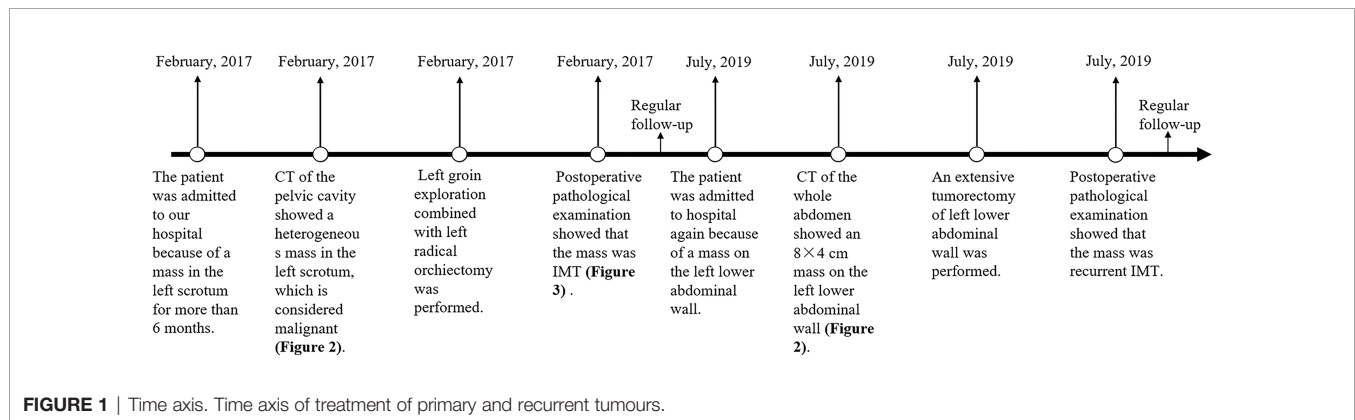 February, 2017
February, 2017
February, 2017
February, 2017
July, 2019
July, 2019
July, 2019
July, 2019
Regular
follow-up
Regular
follow-up
The patient
was admitted
to our
hospital
because of a
mass in the
left scrotum
for more than
6 months.
CT of the
pelvic cavity
showed a
heterogeneou
s mass in the
left scrotum,
which is
considered
malignant
(Figure 2).
Left groin
exploration
combined
with left
radical
orchiectomy
was
performed.
Postoperative
pathological
examination
showed that
the mass was
IMT (Figure
3) .
The patient
was admitted
to hospital
again because
of a mass on
the left lower
abdominal
wall.
CT of the
whole
abdomen
showed an
8×4 cm
mass on the
left lower
abdominal
wall (Figure
2).
An extensive
tumorectomy
of left lower
abdominal
wall was
performed.
Postoperative
pathological
examination
showed that
the mass was
recurrent IMT.
FIGURE 1 | Time axis. Time axis of treatment of primary and recurrent tumours.